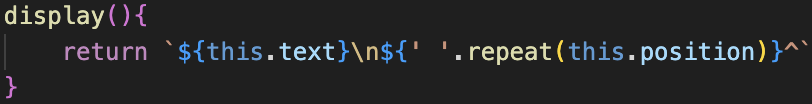 display(){
    return `${this.text}\n${' '.repeat(this.position)}^`
}